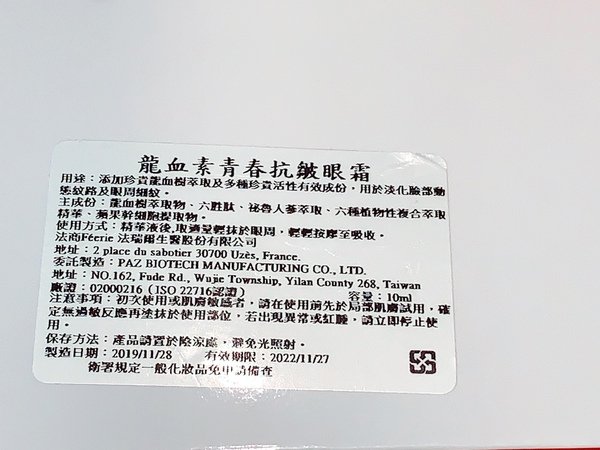 龍血素青春抗皺眼霜
用途：添加珍貴龍血樹萃取及多種珍貴活性有效成份，用於淡化臉部動
態紋路及眼周細紋。
主成份：龍血樹萃取物、六胜肽、祕魯人蔘萃取、六種植物性複合萃取
精華、蘋果幹細胞提取物。
使用方式：精華液後,取適量輕抹於眼周，輕輕按摩至吸收。
法商Féerie 法瑞爾生醫股份有限公司
地址：2 place du sabotier 30700 Uzès, France.
委託製造：PAZ BIOTECH MANUFACTURING CO., LTD.
地址：NO.162, Fude Rd., Wujie Township, Yilan County 268, Taiwan
廠證：02000216 (ISO 22716認證) 容量：10ml
注意事項：初次使用或肌膚敏感者，請在使用前先於局部肌膚試用，確
定無過敏反應再塗抹於使用部位，若出現異常或紅腫，請立即停止使
用。
保存方法：產品請置於陰涼處，避免光照射。
製造日期：2019/11/28 有效期限：2022/11/27
衛署規定一般化妝品免申請備查